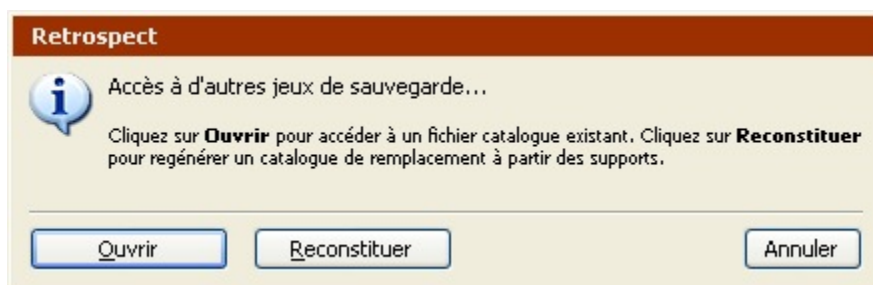 Retrospect
Accès à d'autres jeux de sauvegarde...
Cliquez sur Ouvrir pour accéder à un fichier catalogue existant. Cliquez sur Reconstituer
pour regénérer un catalogue de remplacement à partir des supports.
Ouvrir Reconstituer Annuler